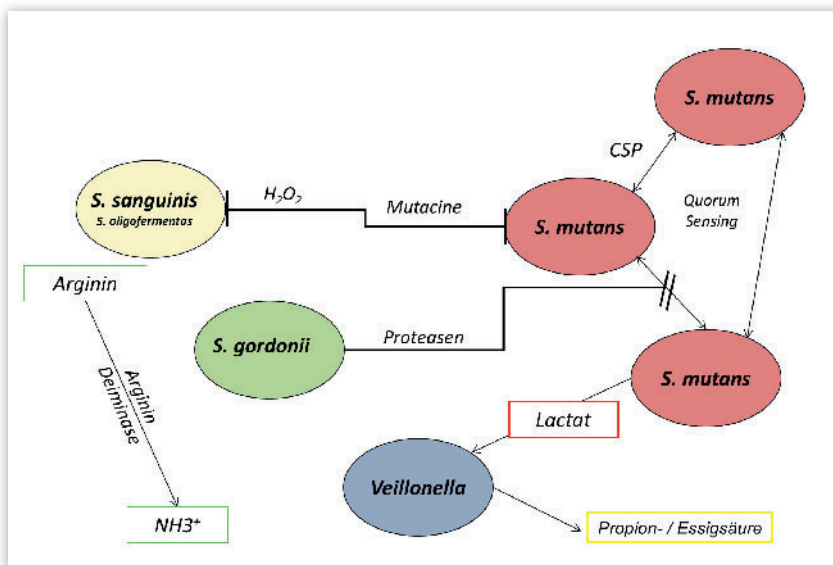 S. mutans
CSP
S. sanguinis
S. oligofermentas
H₂O₂
Mutacine
S. mutans
Quorum
Sensing
Arginin
S. gordonii
Proteasen
Arginin
Deiminase
S. mutans
Lactat
Veillonella
NH3⁺
Propion- / Essigsäure